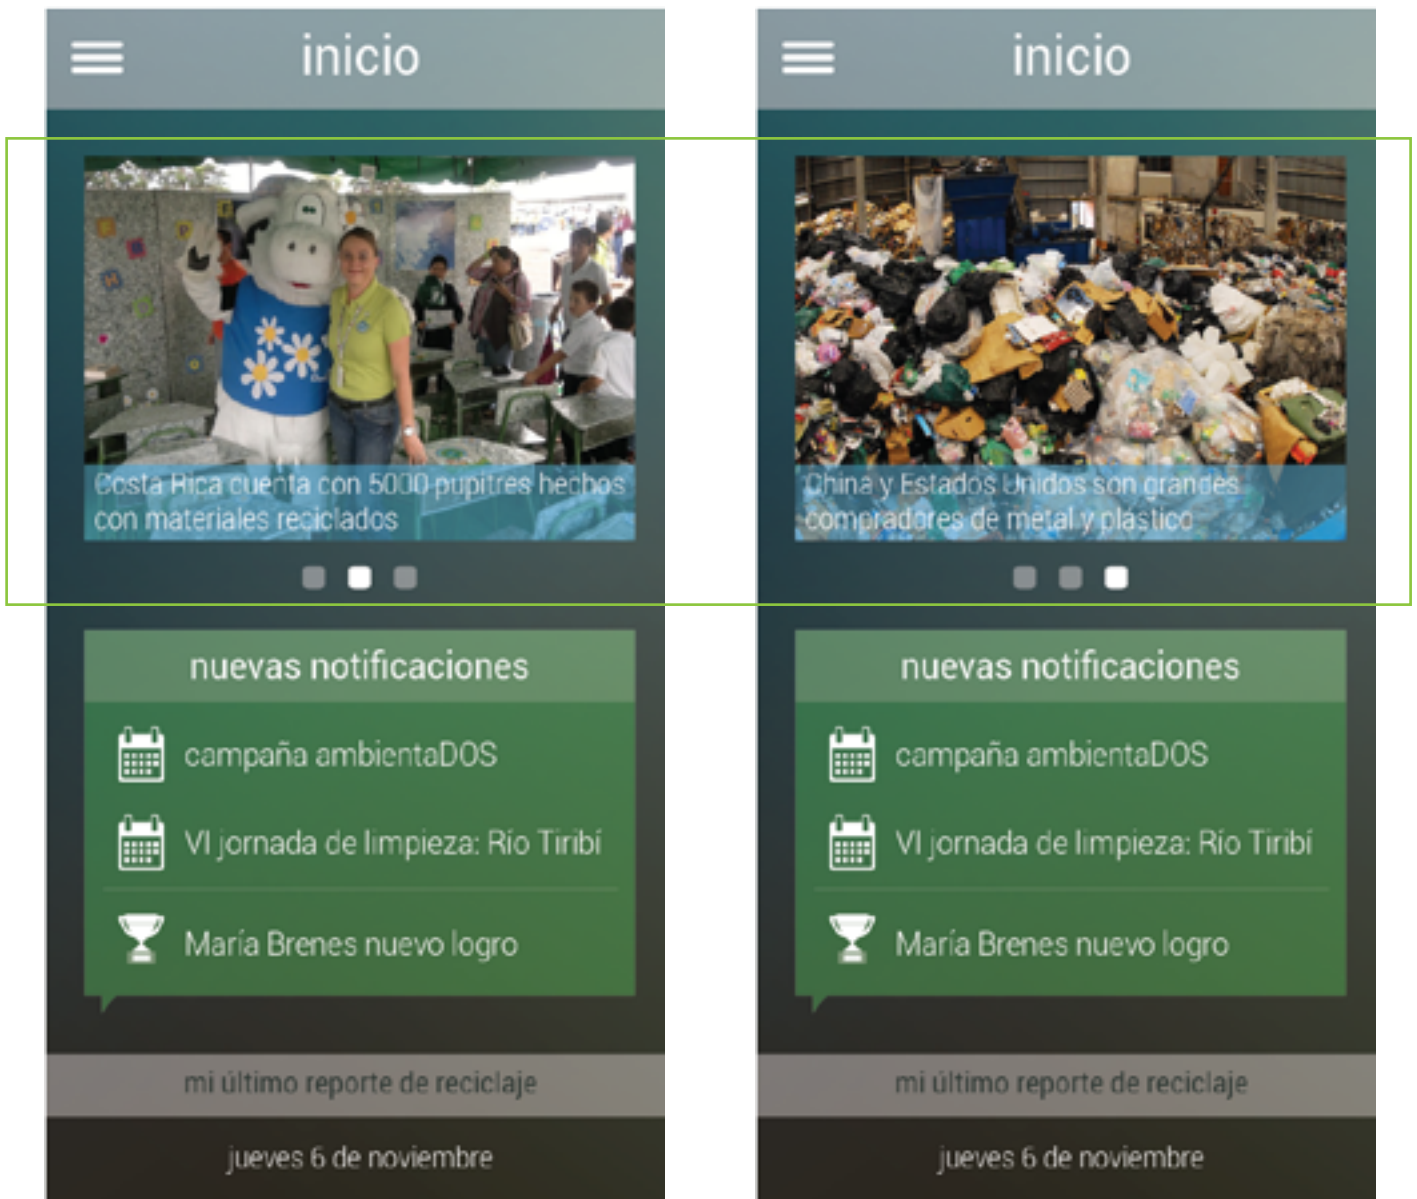 inicio
Costa Rica cuenta con 5000 pupitres hechos
con materiales reciclados
nuevas notificaciones
campaña ambientaDOS
VI jornada de limpieza: Río Tiribí
María Brenes nuevo logro
mi último reporte de reciclaje
jueves 6 de noviembre
inicio
China y Estados Unidos son grandes
compradores de metal y plástico
nuevas notificaciones
campaña ambientaDOS
VI jornada de limpieza: Río Tiribí
María Brenes nuevo logro
mi último reporte de reciclaje
jueves 6 de noviembre